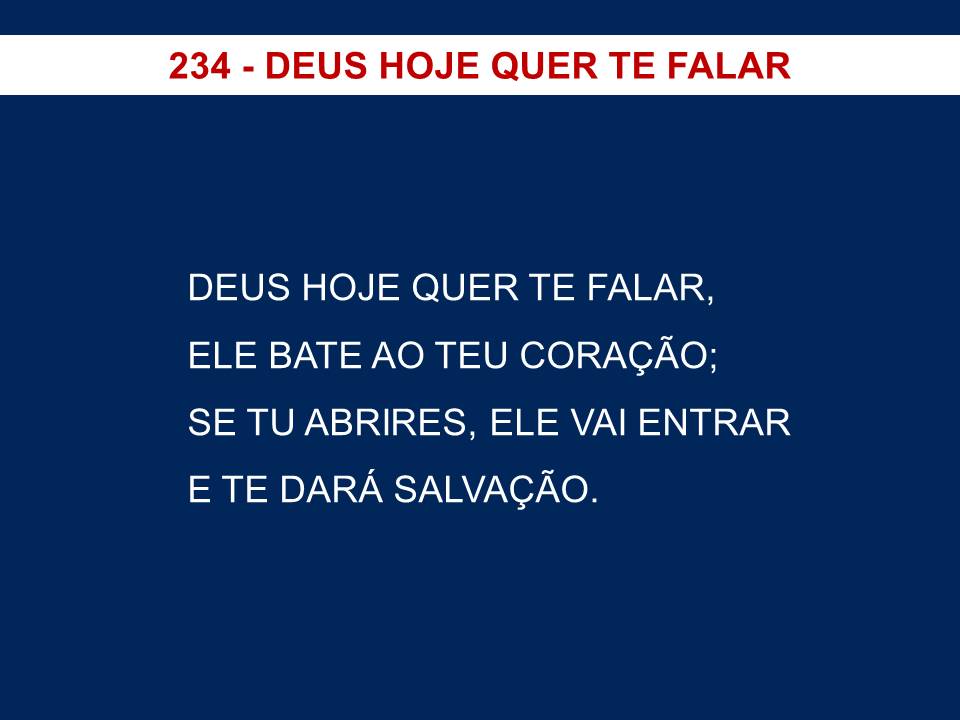 234 - DEUS HOJE QUER TE FALAR
DEUS HOJE QUER TE FALAR,
ELE BATE AO TEU CORAÇÃO;
SE TU ABRIRES, ELE VAI ENTRAR
E TE DARÁ SALVAÇÃO.